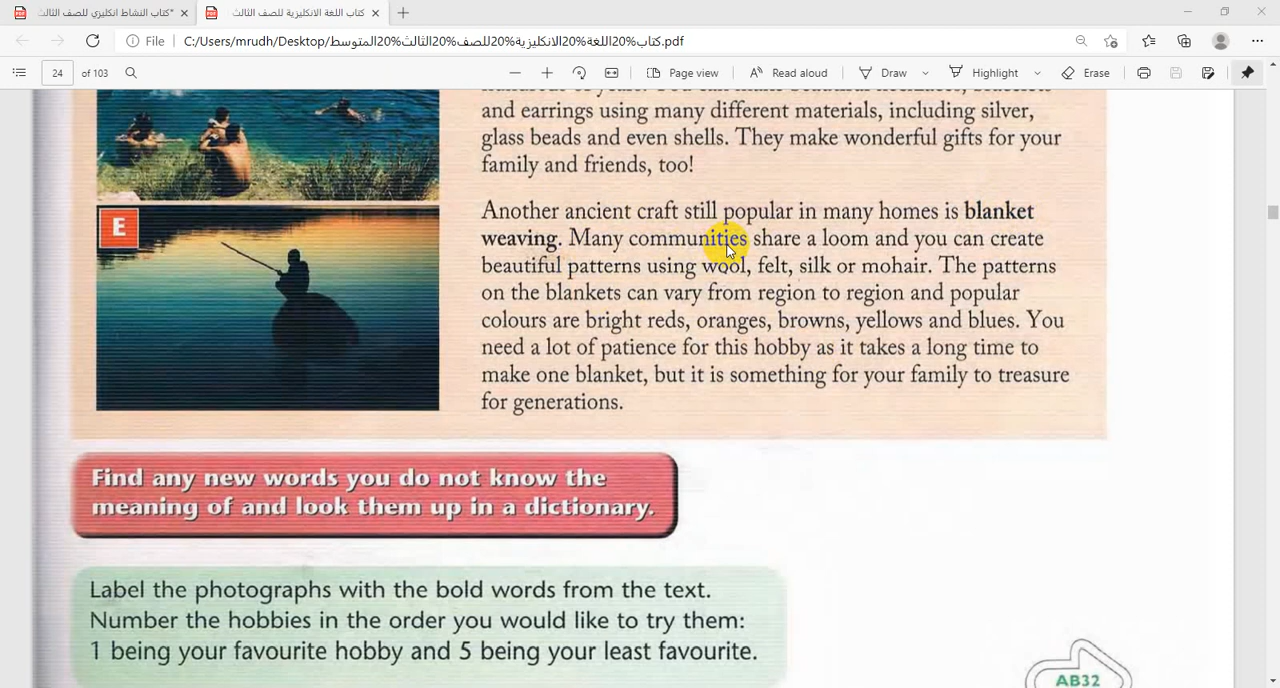 *كتاب النشاط انكليزي للصف الثالث
كتاب اللغة الانكليزية للصف الثالث
File C:/Users/mrudh/Desktop/كتاب%20اللغة%20الانكليزية%20للصف%20الثالث%20المتوسط.pdf
24 of 103 Page view Read aloud Draw Highlight Erase
and earrings using many different materials, including silver,
glass beads and even shells. They make wonderful gifts for your
family and friends, too!
E
Another ancient craft still popular in many homes is blanket
weaving. Many communities share a loom and you can create
beautiful patterns using wool, felt, silk or mohair. The patterns
on the blankets can vary from region to region and popular
colours are bright reds, oranges, browns, yellows and blues. You
need a lot of patience for this hobby as it takes a long time to
make one blanket, but it is something for your family to treasure
for generations.
Find any new words you do not know the
meaning of and look them up in a dictionary.
Label the photographs with the bold words from the text.
Number the hobbies in the order you would like to try them:
1 being your favourite hobby and 5 being your least favourite.
AB32